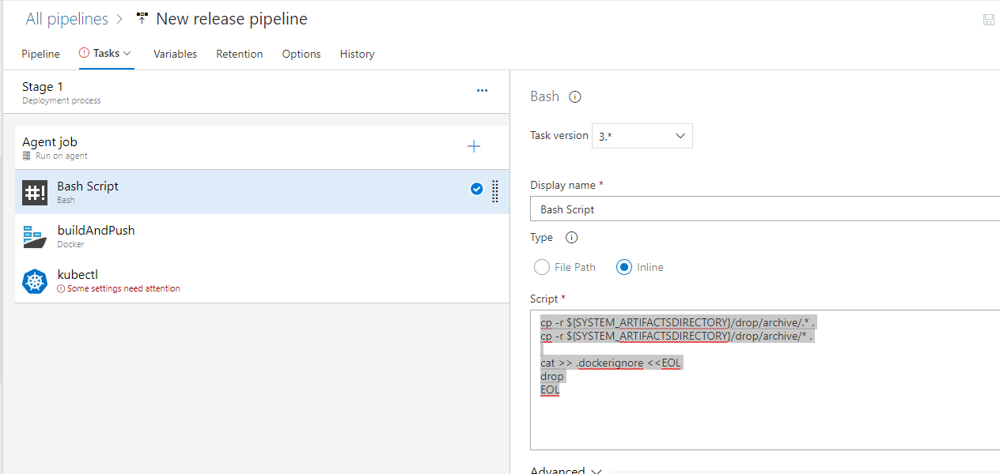 All pipelines > New release pipeline
Pipeline Tasks Variables Retention Options History
Stage 1
Deployment process
Agent job
Run on agent
#! Bash Script
Bash
buildAndPush
Docker
kubectl
Some settings need attention
Bash
Task version 3.*
Display name *
Bash Script
Type
File Path Inline
Script *
cp -r ${SYSTEM_ARTIFACTSDIRECTORY}/drop/archive/.* .
cp -r ${SYSTEM_ARTIFACTSDIRECTORY}/drop/archive/* .
cat >> .dockerignore <<EOL
drop
EOL
Advanced